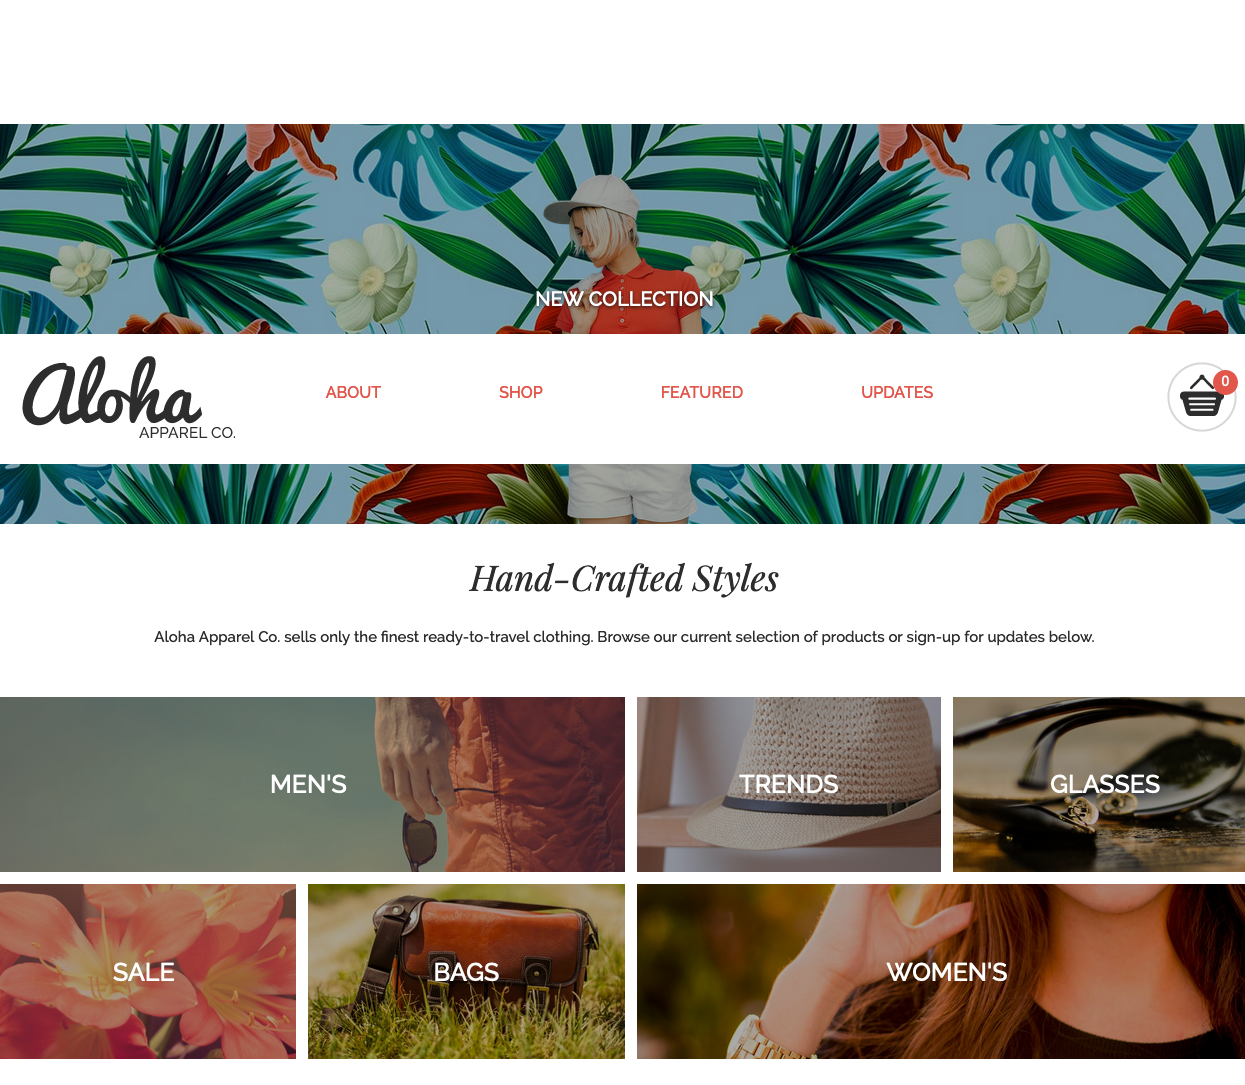 NEW COLLECTION
Aloha
APPAREL CO.
ABOUT
SHOP
FEATURED
UPDATES
0
Hand-Crafted Styles
Aloha Apparel Co. sells only the finest ready-to-travel clothing. Browse our current selection of products or sign-up for updates below.
MEN'S
TRENDS
GLASSES
SALE
BAGS
WOMEN'S